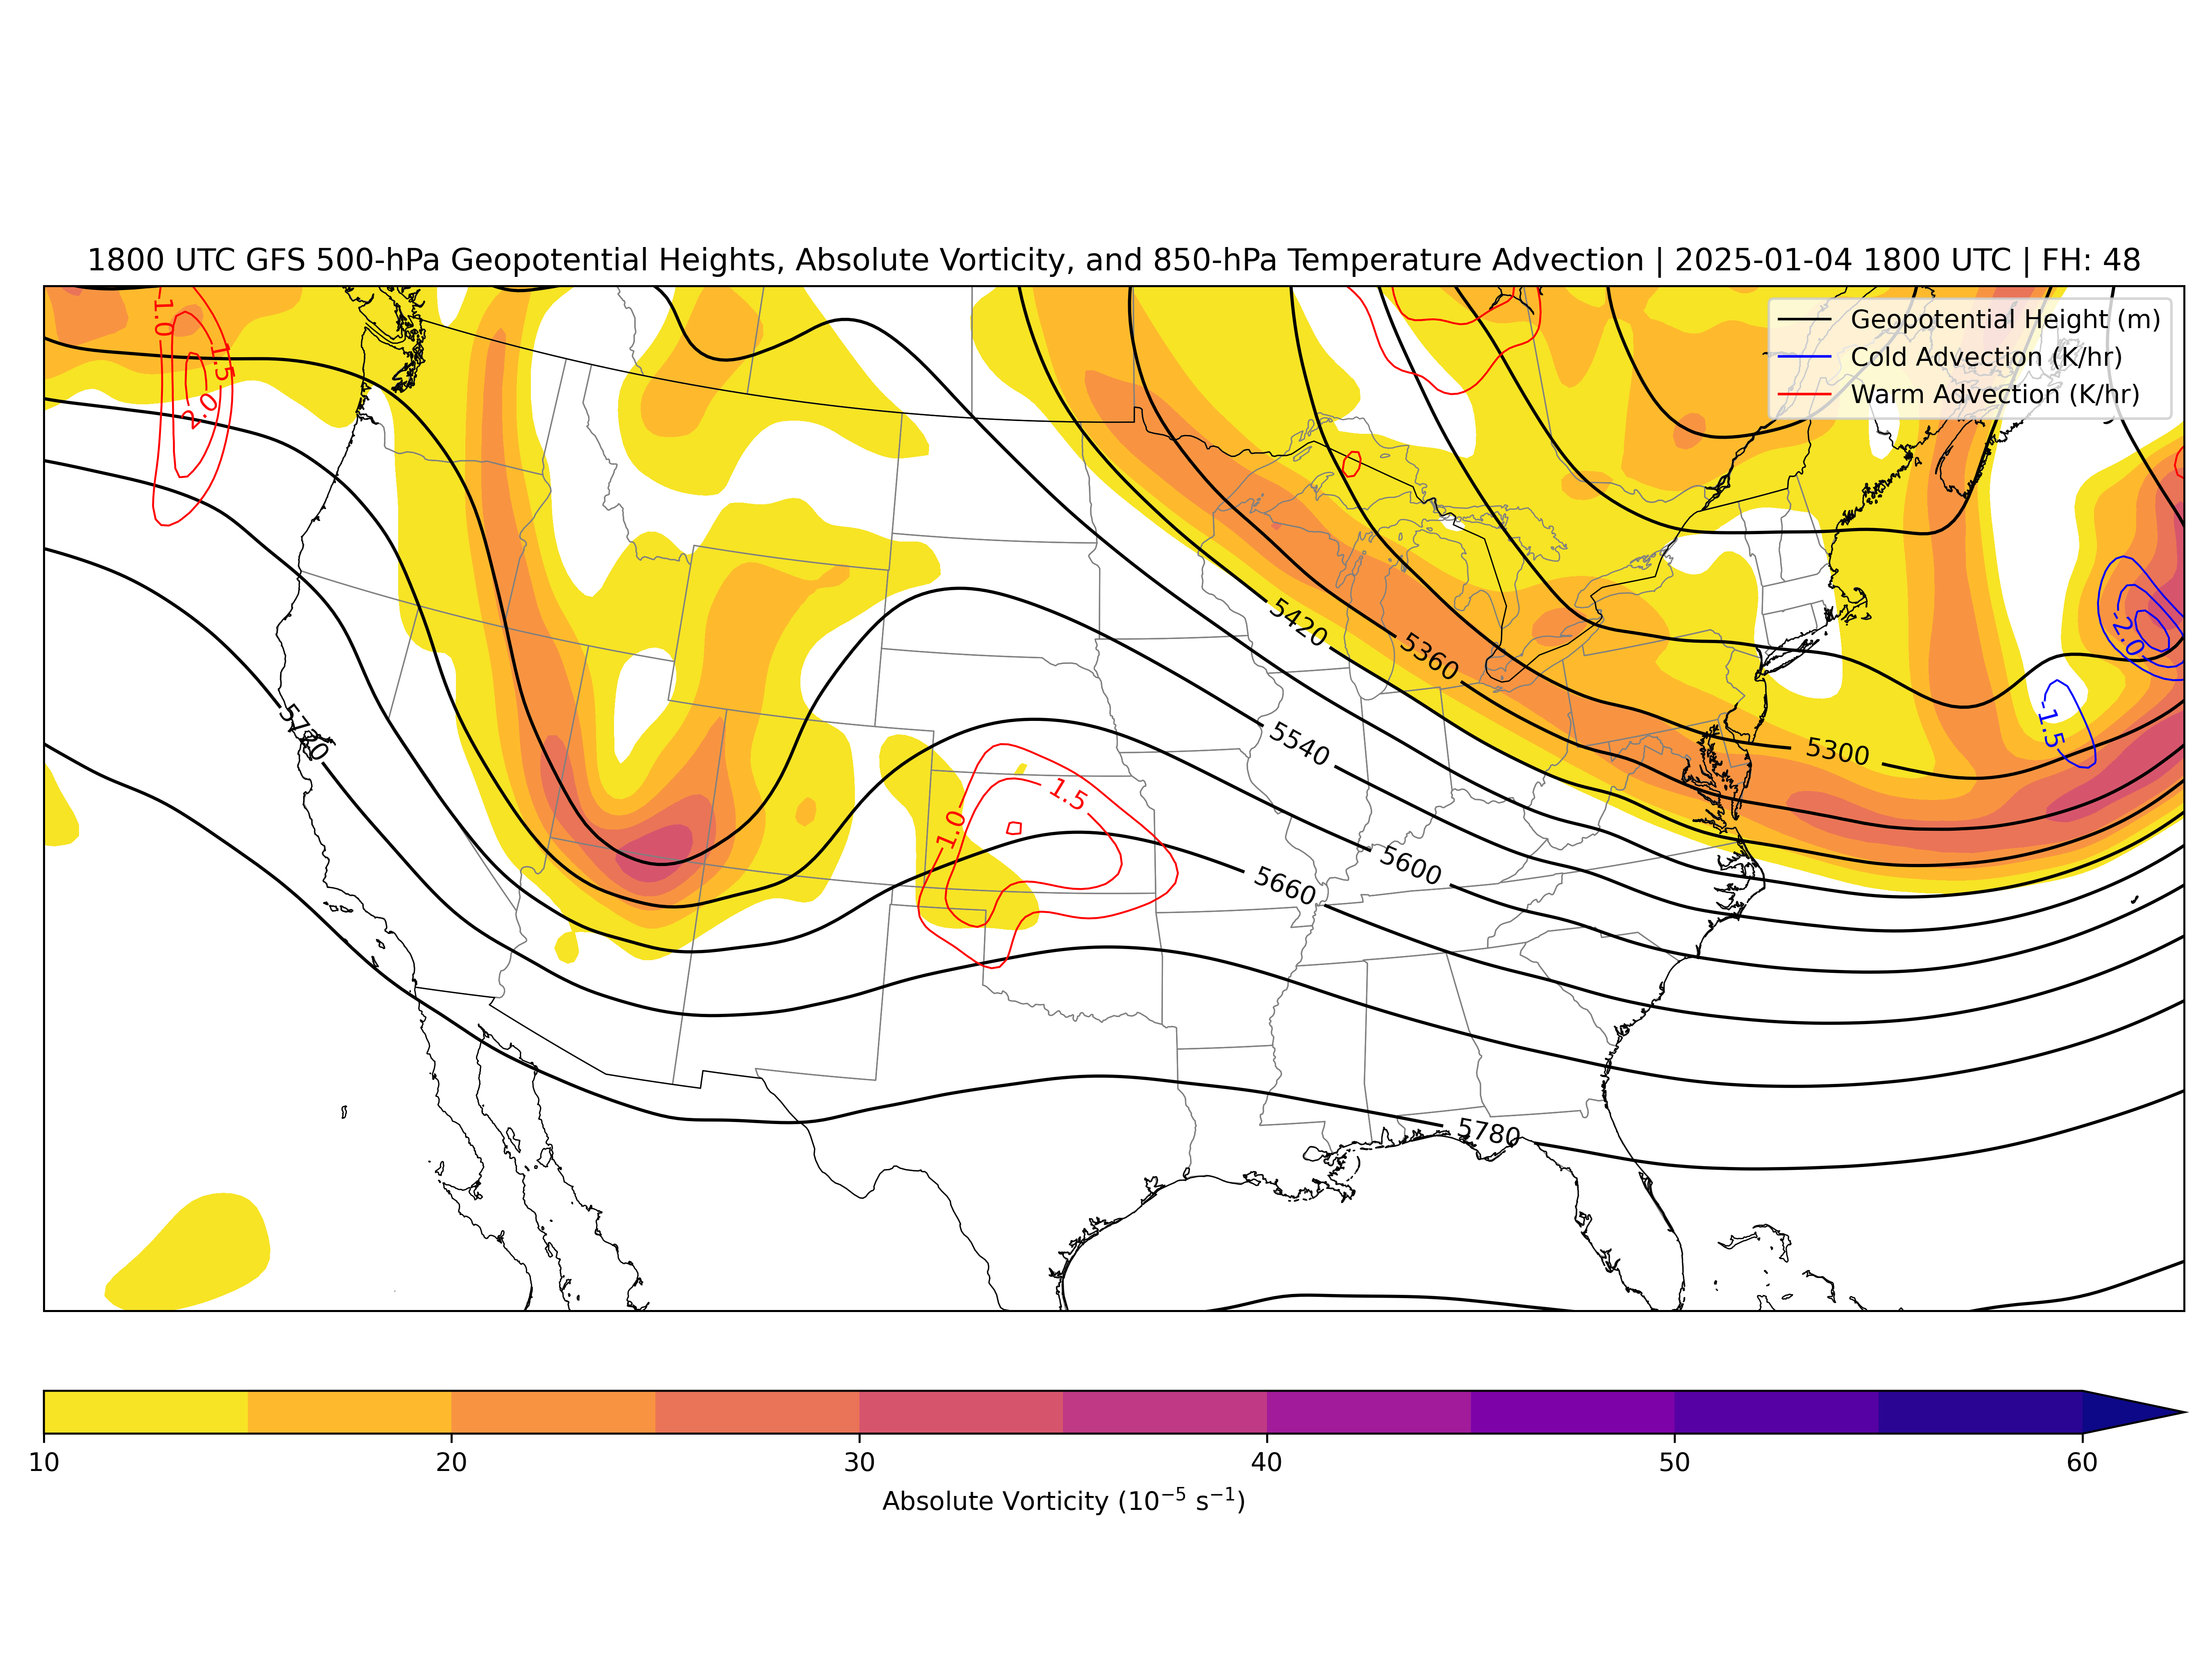 1800 UTC GFS 500-hPa Geopotential Heights, Absolute Vorticity, and 850-hPa Temperature Advection | 2025-01-04 1800 UTC | FH: 48
Geopotential Height (m)
Cold Advection (K/hr)
Warm Advection (K/hr)
1.0
1.5
2.0
5420
5360
-2.0
5720
-1.5
5300
5540
1.5
1.0
5600
5660
5780
10 20 30 40 50 60
Absolute Vorticity (10⁻⁵ s⁻¹)